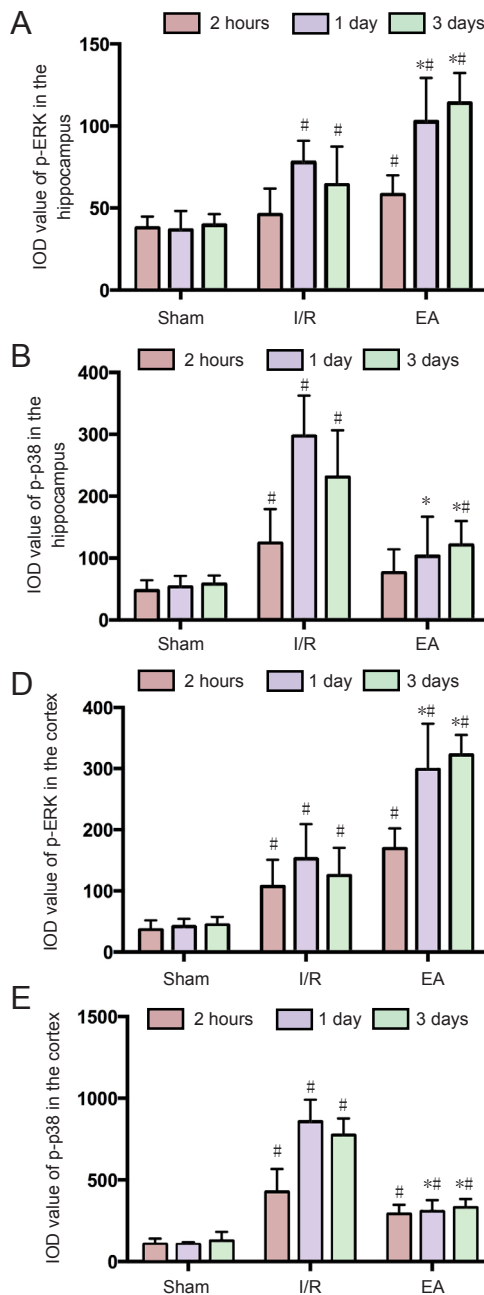 A
2 hours 1 day 3 days
IOD value of p-ERK in the
hippocampus
150
100
50
0
# # # *# *#
Sham I/R EA
B
2 hours 1 day 3 days
IOD value of p-p38 in the
hippocampus
400
300
200
100
0
# # # * *#
Sham I/R EA
D
2 hours 1 day 3 days
IOD value of p-ERK in the cortex
400
300
200
100
0
# # # # *# *#
Sham I/R EA
E
2 hours 1 day 3 days
IOD value of p-p38 in the cortex
1500
1000
500
0
# # # # *# *#
Sham I/R EA